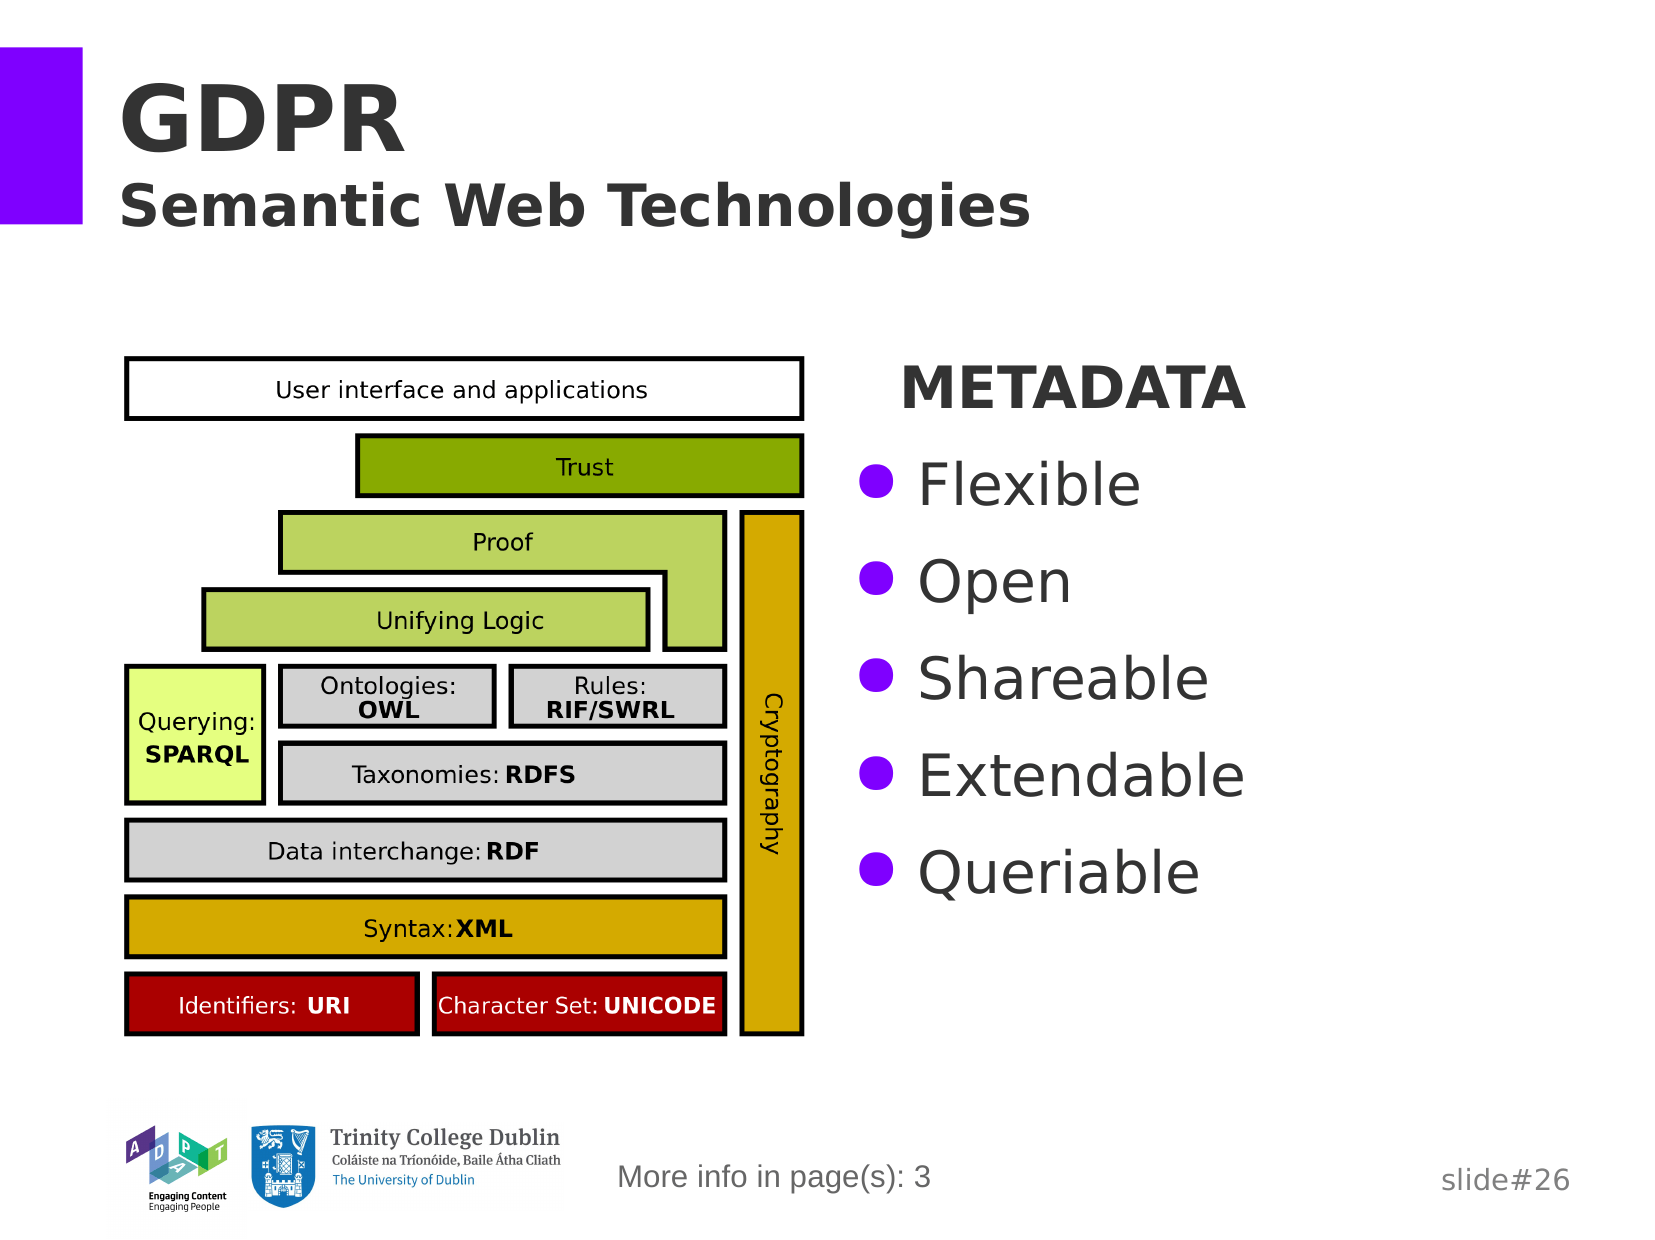 GDPR
Semantic Web Technologies
User interface and applications
Trust
Proof
Unifying Logic
Ontologies:
OWL
Rules:
RIF/SWRL
Querying:
SPARQL
Taxonomies: RDFS
Data interchange: RDF
Syntax: XML
Identifiers: URI
Character Set: UNICODE
Cryptography
METADATA
● Flexible
● Open
● Shareable
● Extendable
● Queriable
ADAPT
Engaging Content
Engaging People
Trinity College Dublin
Coláiste na Tríonóide, Baile Átha Cliath
The University of Dublin
More info in page(s): 3
slide#26